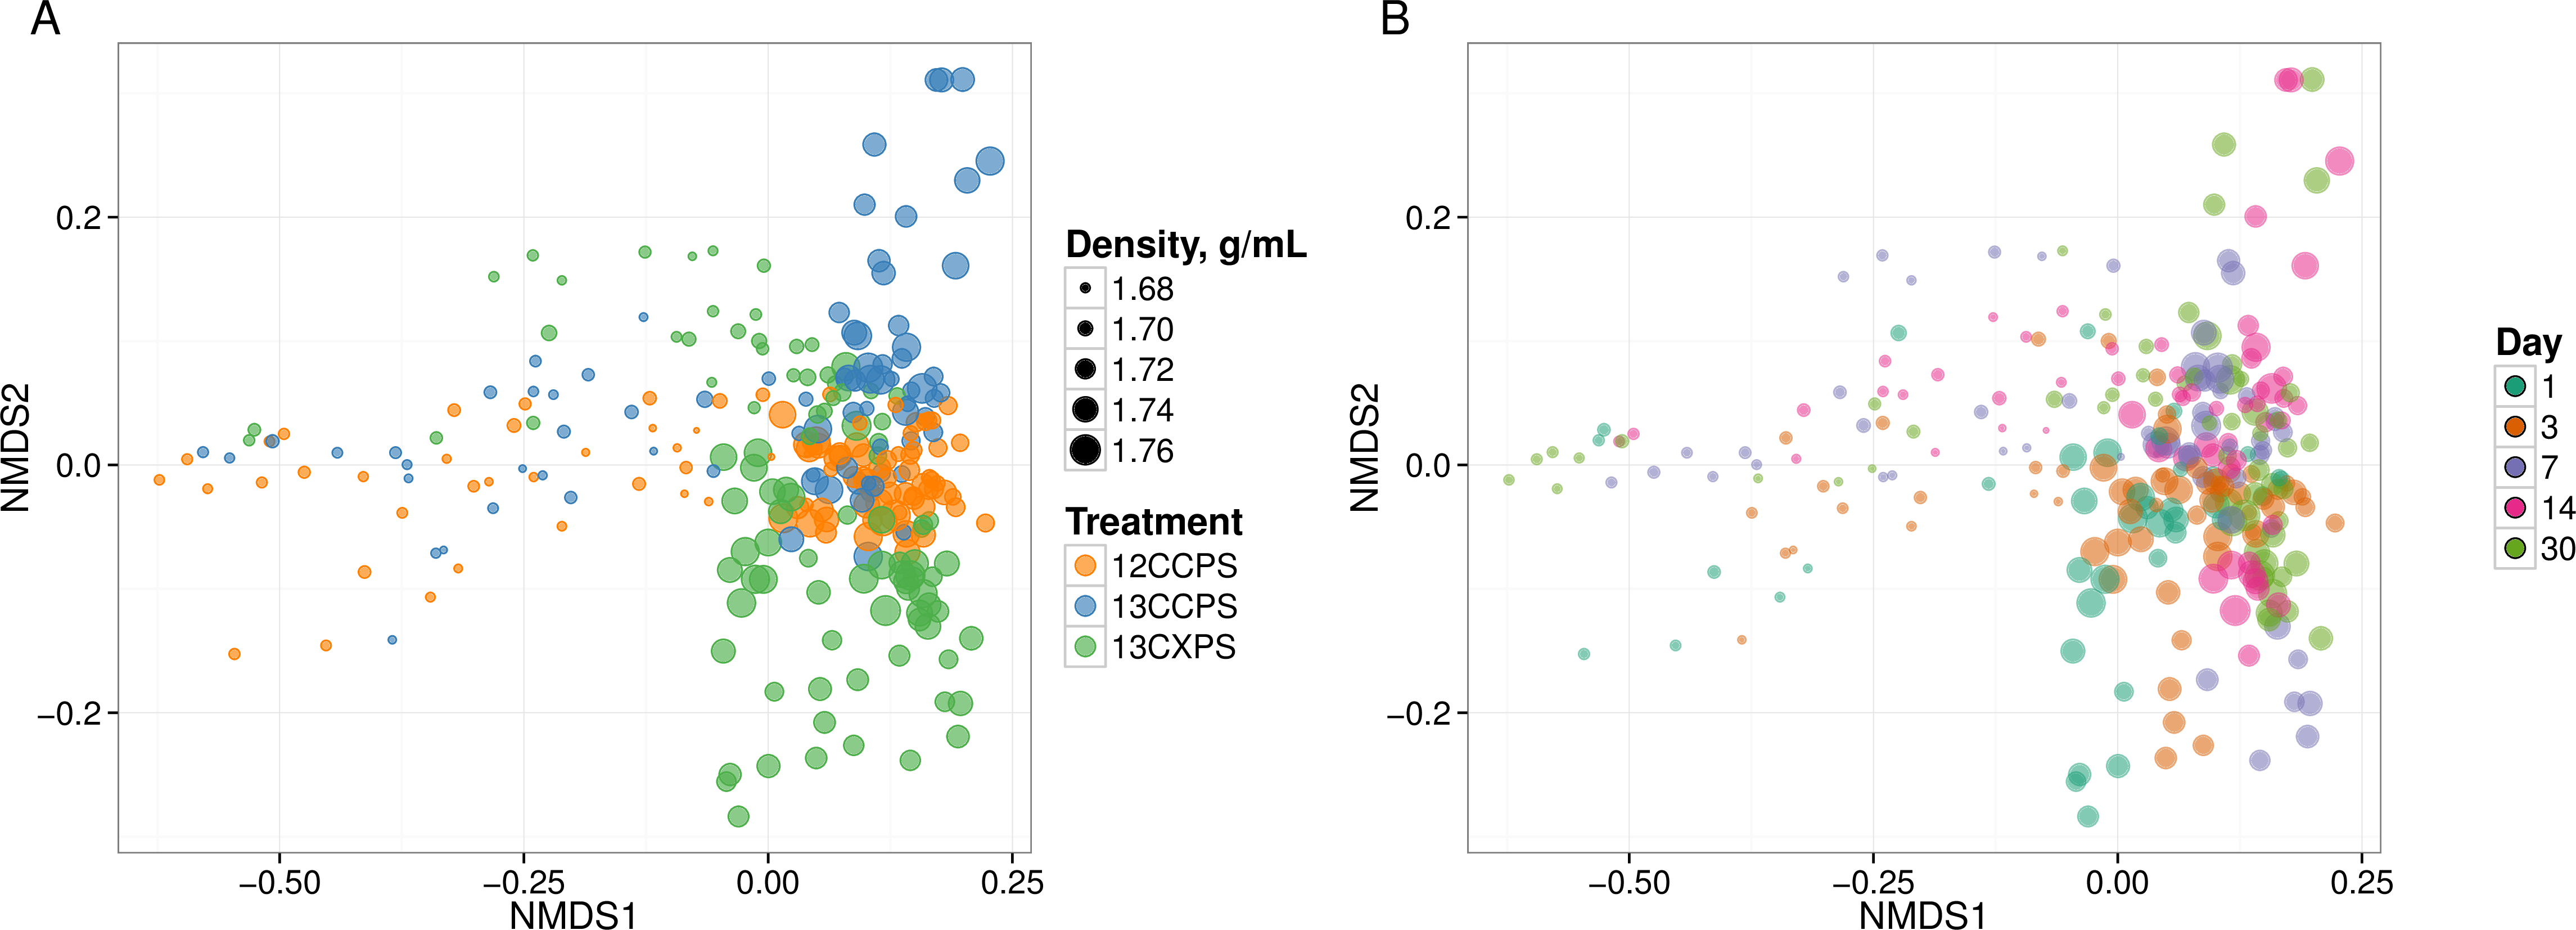 A
0.2
0.0
−0.2
NMDS2
−0.50
−0.25
0.00
0.25
NMDS1
Density, g/mL
1.68
1.70
1.72
1.74
1.76
Treatment
12CCPS
13CCPS
13CXPS
B
0.2
0.0
−0.2
NMDS2
−0.50
−0.25
0.00
0.25
NMDS1
Day
1
3
7
14
30